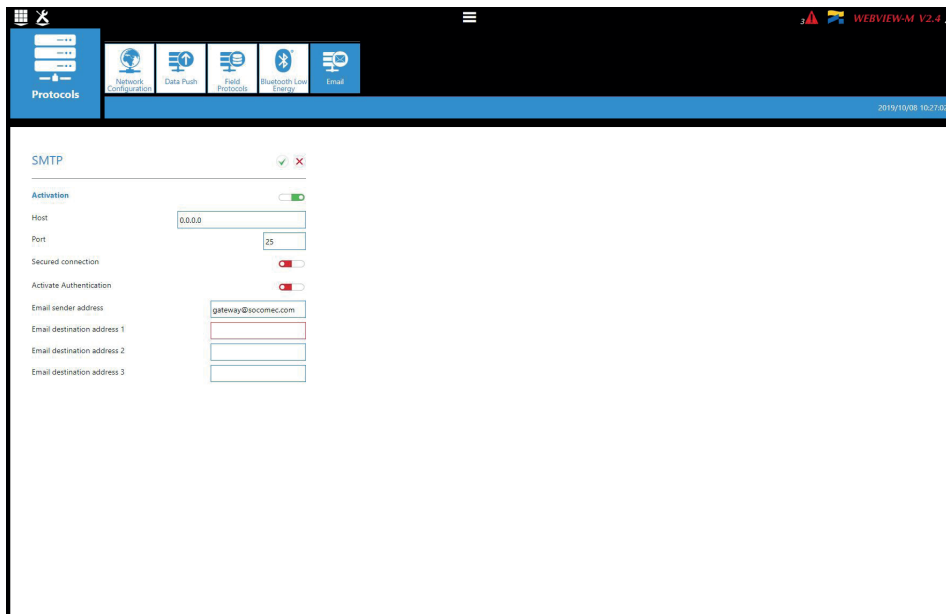 3
WEBVIEW-M V2.4
Protocols
Network
Configuration
Data Push
Field
Protocols
Bluetooth Low
Energy
Email
2019/10/08 10:27:02
SMTP
Activation
Host
0.0.0.0
Port
25
Secured connection
Activate Authentication
Email sender address
gateway@socomec.com
Email destination address 1
Email destination address 2
Email destination address 3